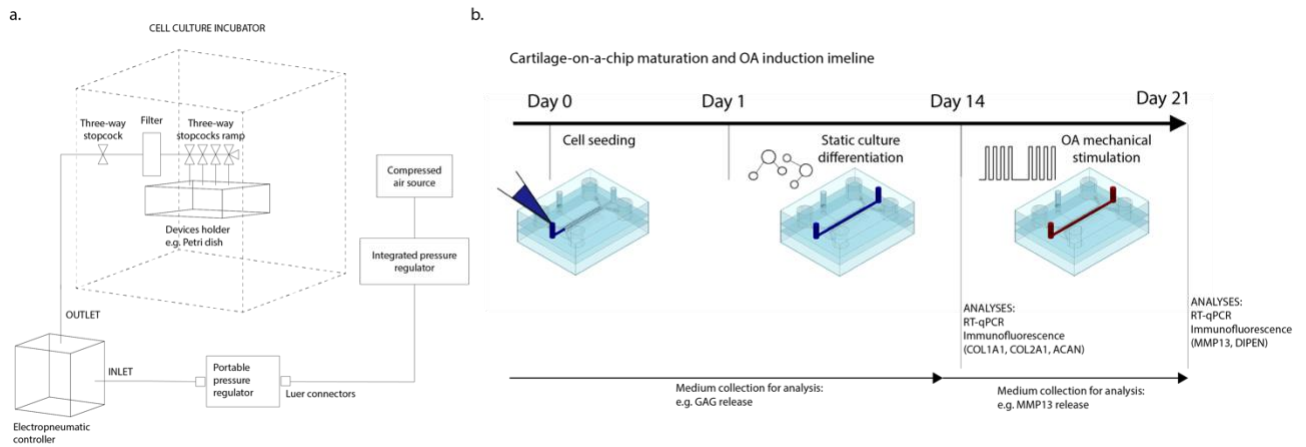 a.
CELL CULTURE INCUBATOR
Three-way
stopcock
Filter
Three-way
stopcocks ramp
Devices holder
e.g. Petri dish
Compressed
air source
Integrated pressure
regulator
OUTLET
INLET
Portable
pressure
regulator
Luer connectors
Electropneumatic
controller
b.
Cartilage-on-a-chip maturation and OA induction imeline
Day 0
Day 1
Day 14
Day 21
Cell seeding
Static culture
differentiation
OA mechanical
stimulation
ANALYSES:
RT-qPCR
Immunofluorescence
(COL1A1, COL2A1, ACAN)
ANALYSES:
RT-qPCR
Immunofluorescence
(MMP13, DIPEN)
Medium collection for analysis:
e.g. GAG release
Medium collection for analysis:
e.g. MMP13 release